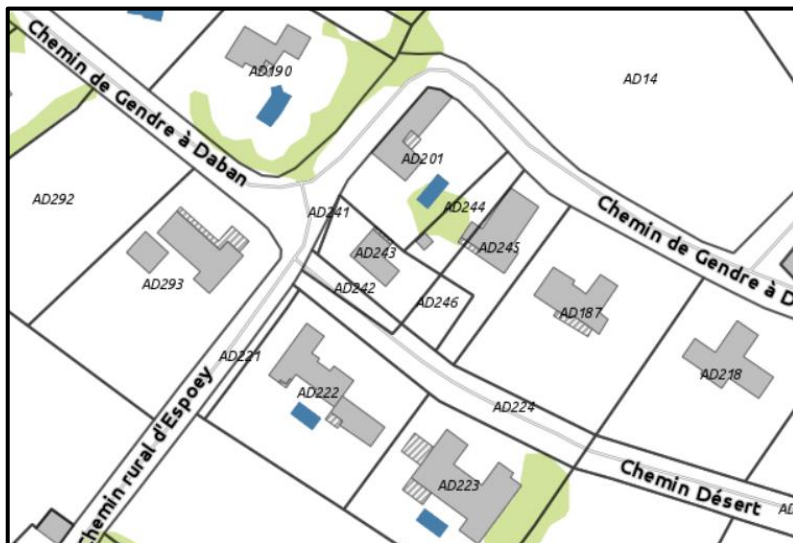 Chemin de Gendre à Daban
AD190
AD14
AD201
AD292
AD241
AD244
Chemin de Gendre à D
AD293
AD243
AD245
AD242
AD246
AD187
AD221
AD218
AD222
AD224
Chemin rural d'Espoey
AD223
Chemin Désert
AD